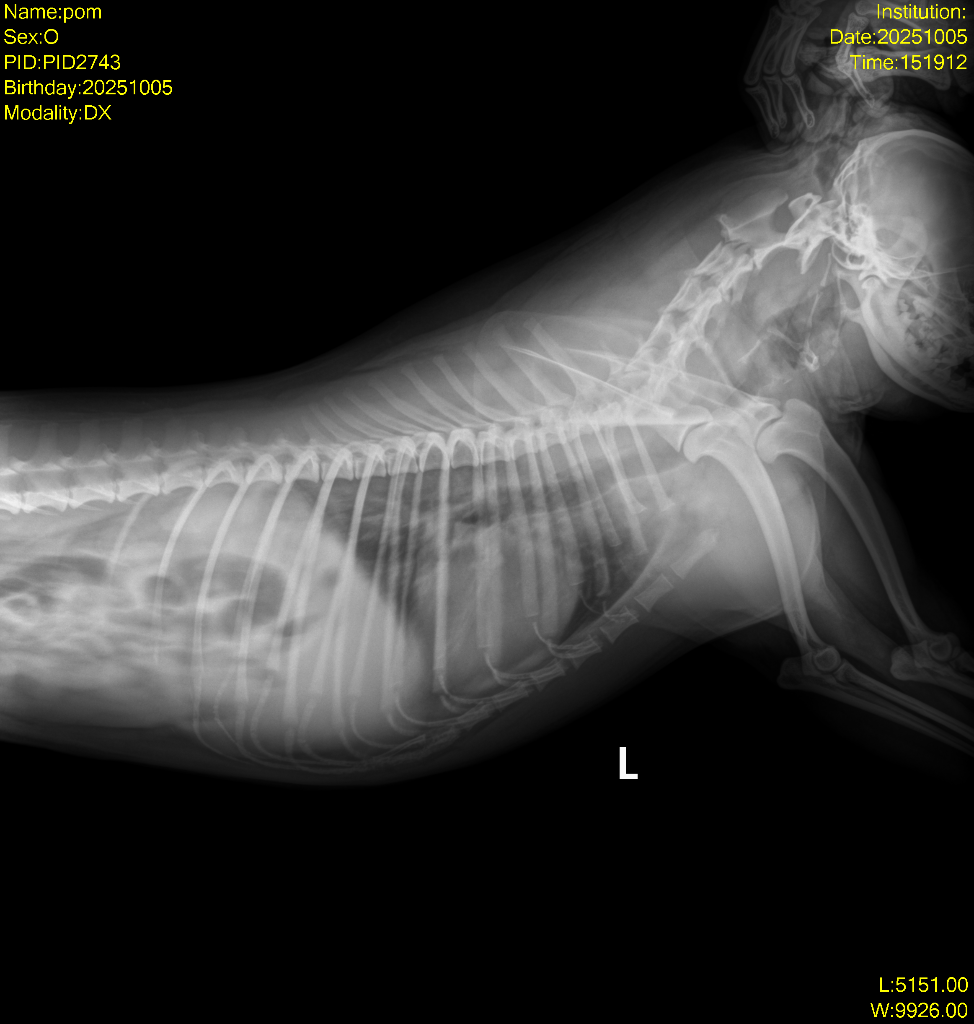 Name:pom
Sex:O
PID:PID2743
Birthday:20251005
Modality:DX
Institution:
Date:20251005
Time:151912
L
L:5151.00
W:9926.00